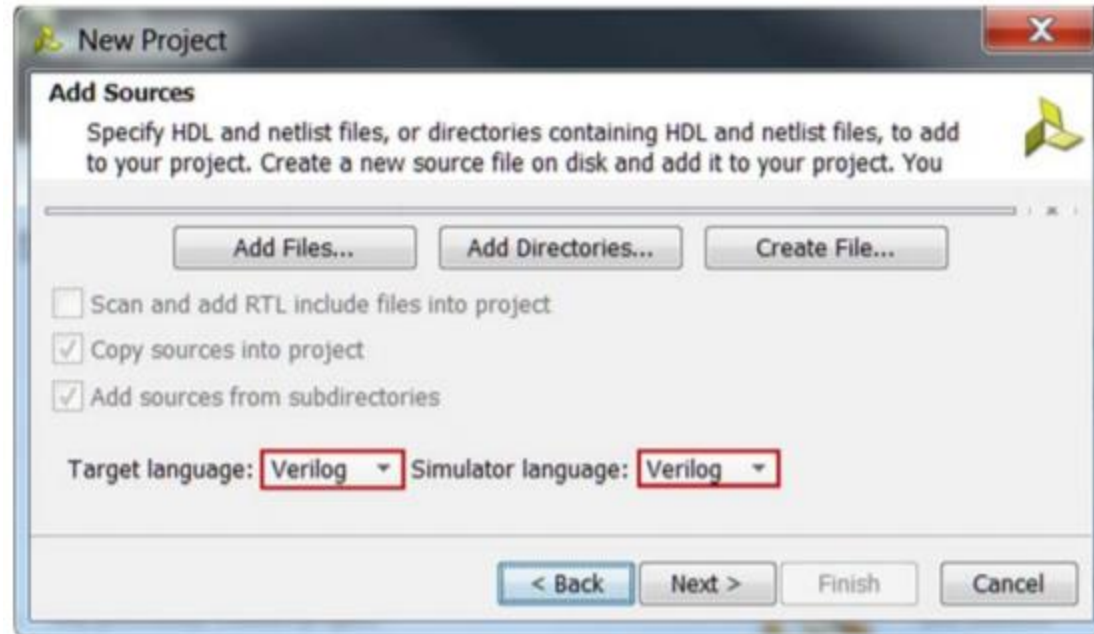 New Project
Add Sources
Specify HDL and netlist files, or directories containing HDL and netlist files, to add
to your project. Create a new source file on disk and add it to your project. You
Add Files... Add Directories... Create File...
Scan and add RTL include files into project
Copy sources into project
Add sources from subdirectories
Target language: Verilog Simulator language: Verilog
< Back Next > Finish Cancel